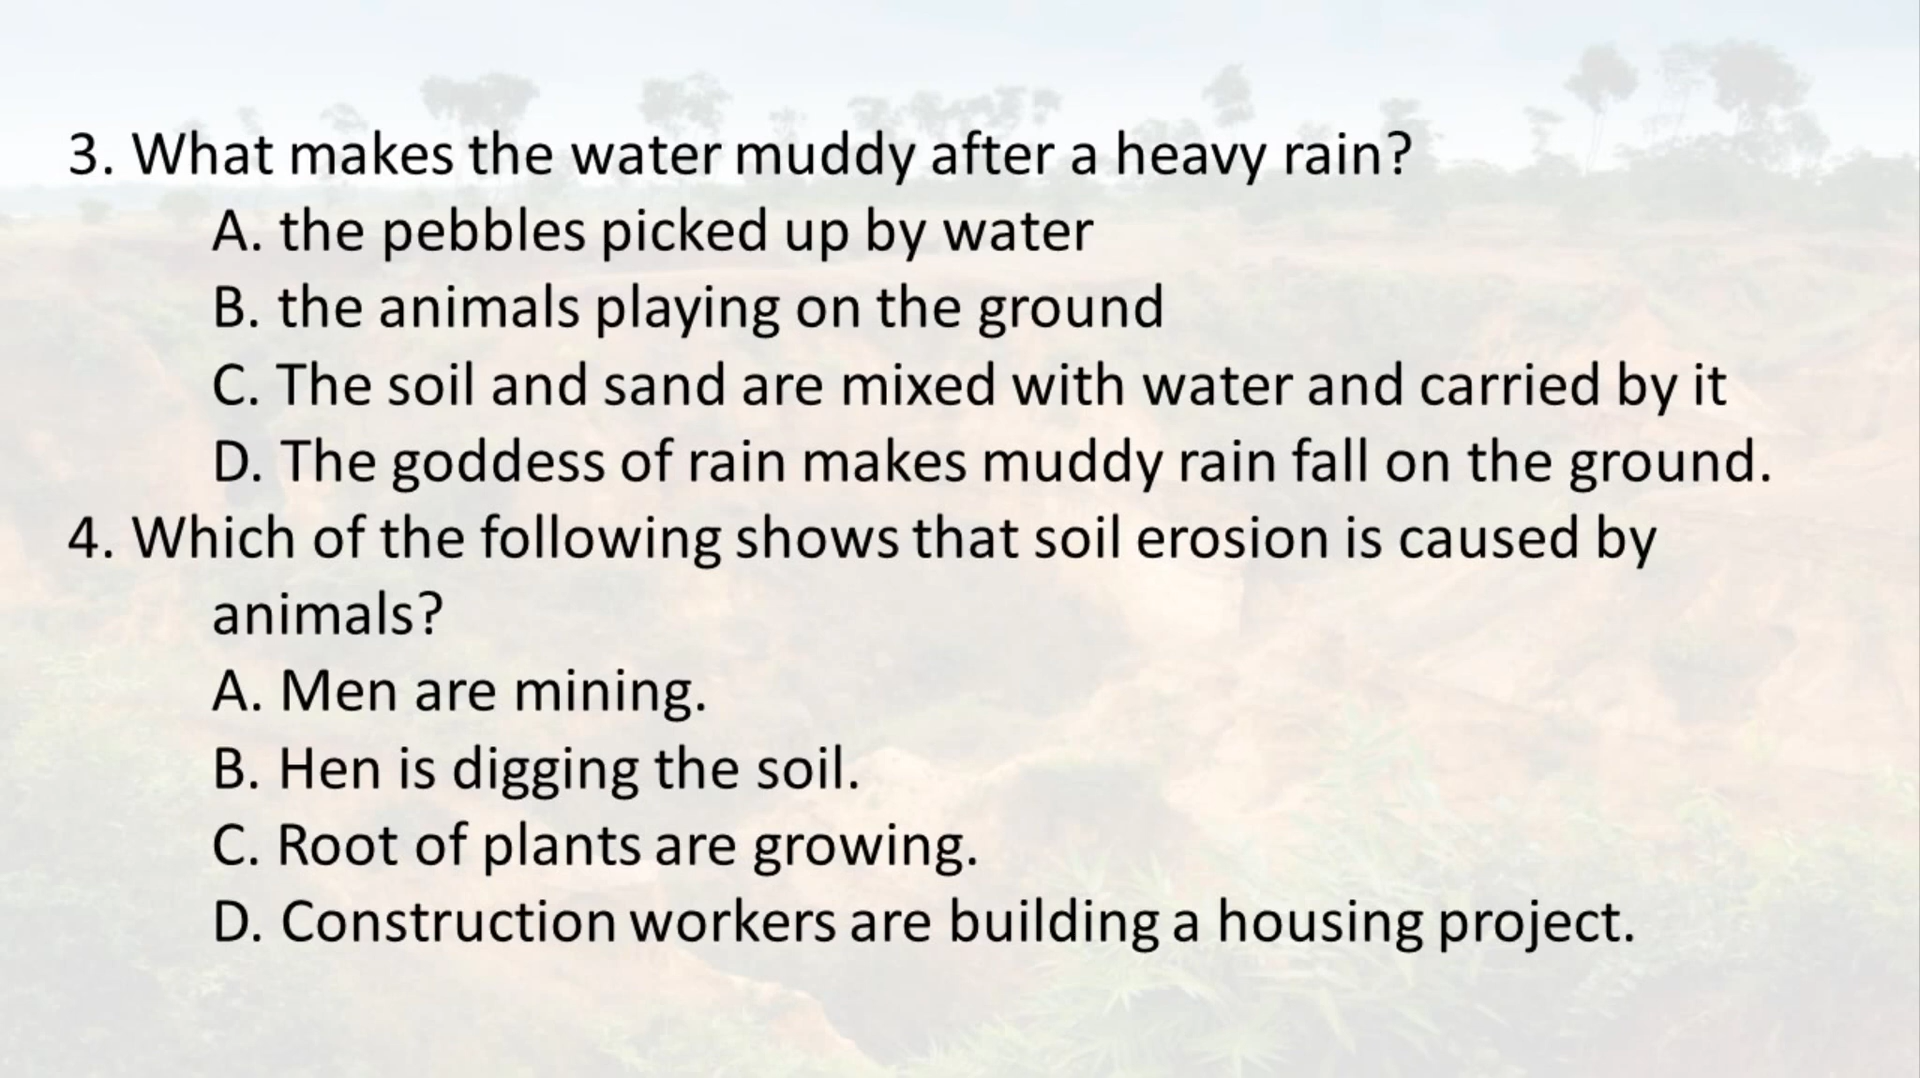 3. What makes the water muddy after a heavy rain?
A. the pebbles picked up by water
B. the animals playing on the ground
C. The soil and sand are mixed with water and carried by it
D. The goddess of rain makes muddy rain fall on the ground.
4. Which of the following shows that soil erosion is caused by
animals?
A. Men are mining.
B. Hen is digging the soil.
C. Root of plants are growing.
D. Construction workers are building a housing project.